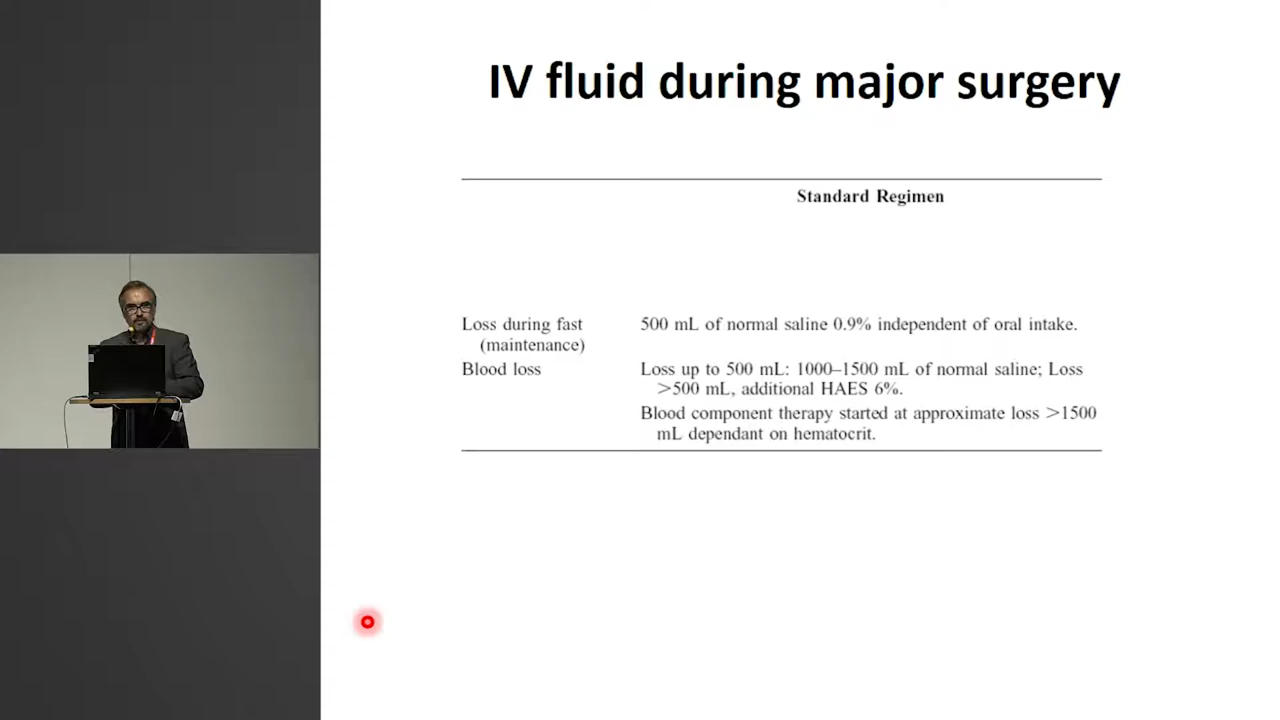 IV fluid during major surgery
Standard Regimen
Loss during fast
(maintenance)
500 mL of normal saline 0.9% independent of oral intake.
Blood loss
Loss up to 500 mL: 1000–1500 mL of normal saline; Loss
>500 mL, additional HAES 6%.
Blood component therapy started at approximate loss >1500
mL dependant on hematocrit.